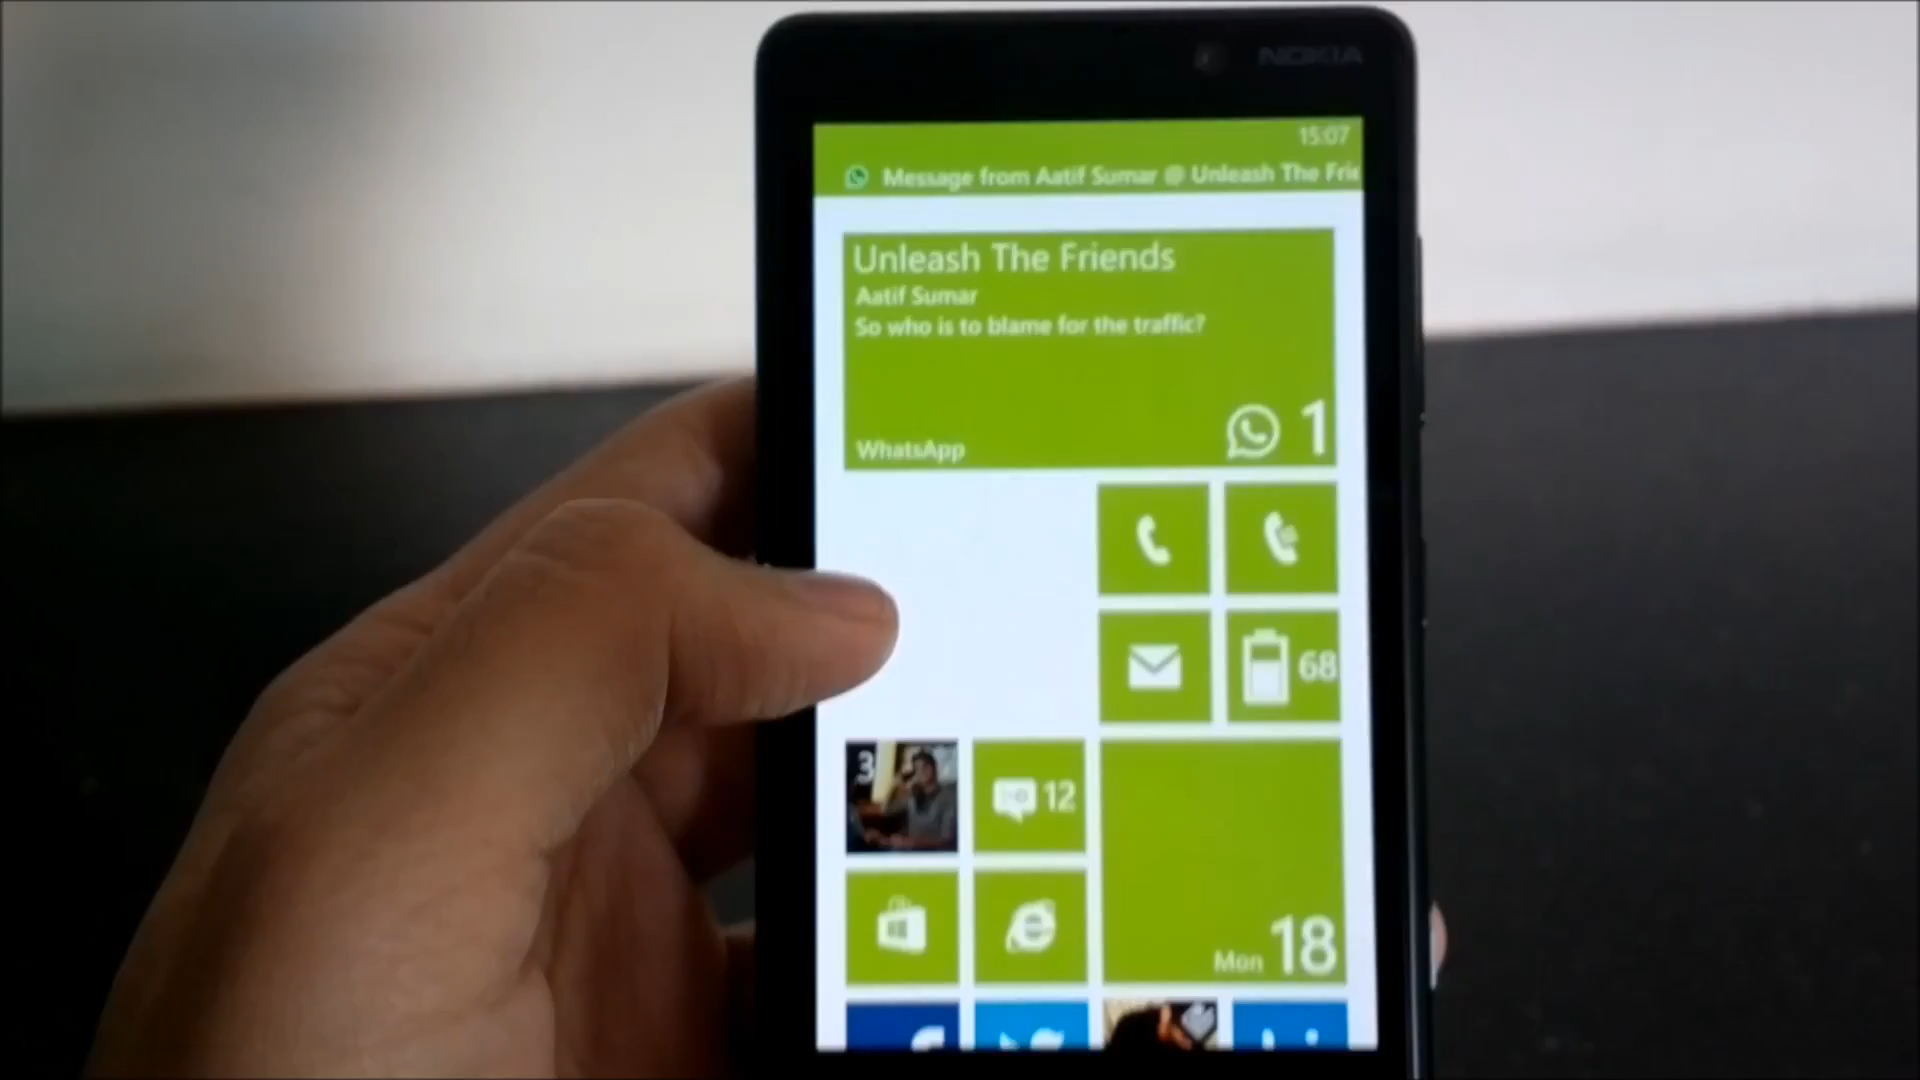 NOKIA
15:07
Message from Aatif Sumar @ Unleash The Frie
Unleash The Friends
Aatif Sumar
So who is to blame for the traffic?
WhatsApp
1
68
3
12
Mon 18